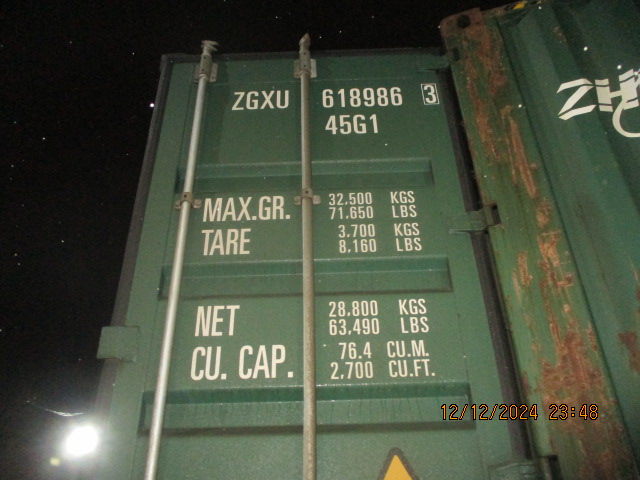 ZGXU 618986 3
45G1
ZH
MAX.GR. 32.500 KGS
71.650 LBS
TARE 3.700 KGS
8.160 LBS
NET 28.800 KGS
63.490 LBS
CU. CAP. 76.4 CU.M.
2.700 CU.FT.
12/12/2024 23:48